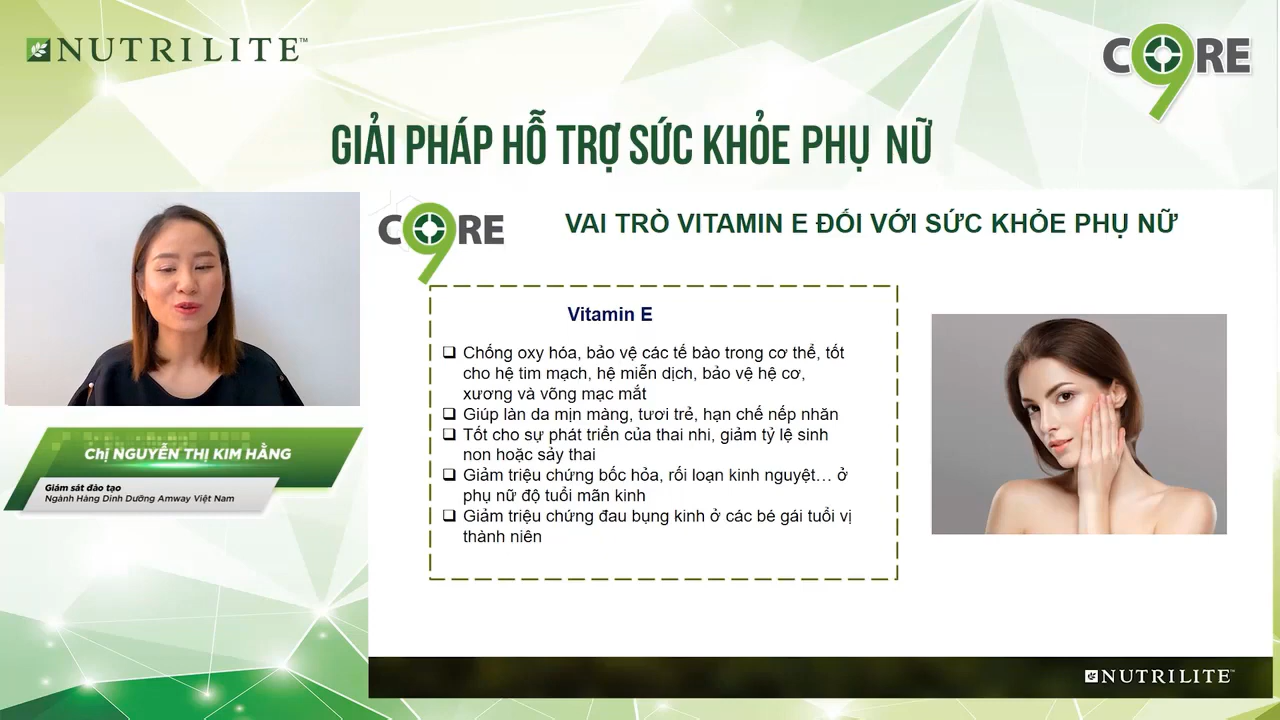 NUTRILITE™
C9RE
GIẢI PHÁP HỖ TRỢ SỨC KHỎE PHỤ NỮ
C9RE
VAI TRÒ VITAMIN E ĐỐI VỚI SỨC KHỎE PHỤ NỮ
Vitamin E
Chống oxy hóa, bảo vệ các tế bào trong cơ thể, tốt
cho hệ tim mạch, hệ miễn dịch, bảo vệ hệ cơ,
xương và võng mạc mắt
Giúp làn da mịn màng, tươi trẻ, hạn chế nếp nhăn
Tốt cho sự phát triển của thai nhi, giảm tỷ lệ sinh
non hoặc sảy thai
Giảm triệu chứng bốc hỏa, rối loạn kinh nguyệt… ở
phụ nữ độ tuổi mãn kinh
Giảm triệu chứng đau bụng kinh ở các bé gái tuổi vị
thành niên
Chị NGUYỄN THỊ KIM HẰNG
Giám sát đào tạo
Ngành Hàng Dinh Dưỡng Amway Việt Nam
NUTRILITE™